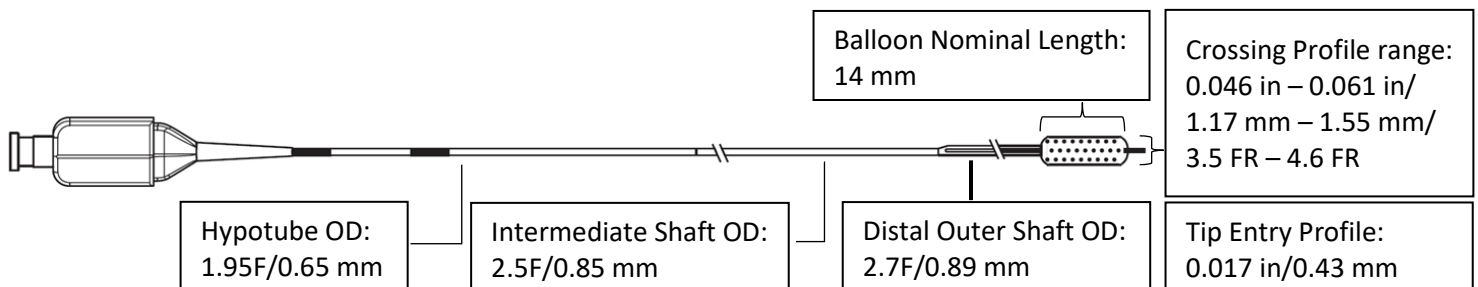 Balloon Nominal Length:
14 mm
Crossing Profile range:
0.046 in – 0.061 in/
1.17 mm – 1.55 mm/
3.5 FR – 4.6 FR
Hypotube OD:
1.95F/0.65 mm
Intermediate Shaft OD:
2.5F/0.85 mm
Distal Outer Shaft OD:
2.7F/0.89 mm
Tip Entry Profile:
0.017 in/0.43 mm